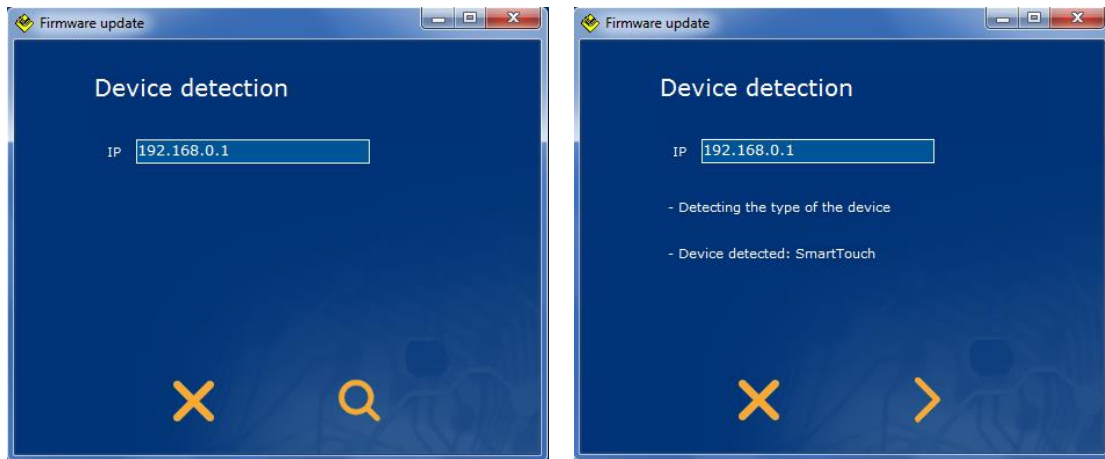 Firmware update
Device detection
IP 192.168.0.1
Firmware update
Device detection
IP 192.168.0.1
- Detecting the type of the device
- Device detected: SmartTouch